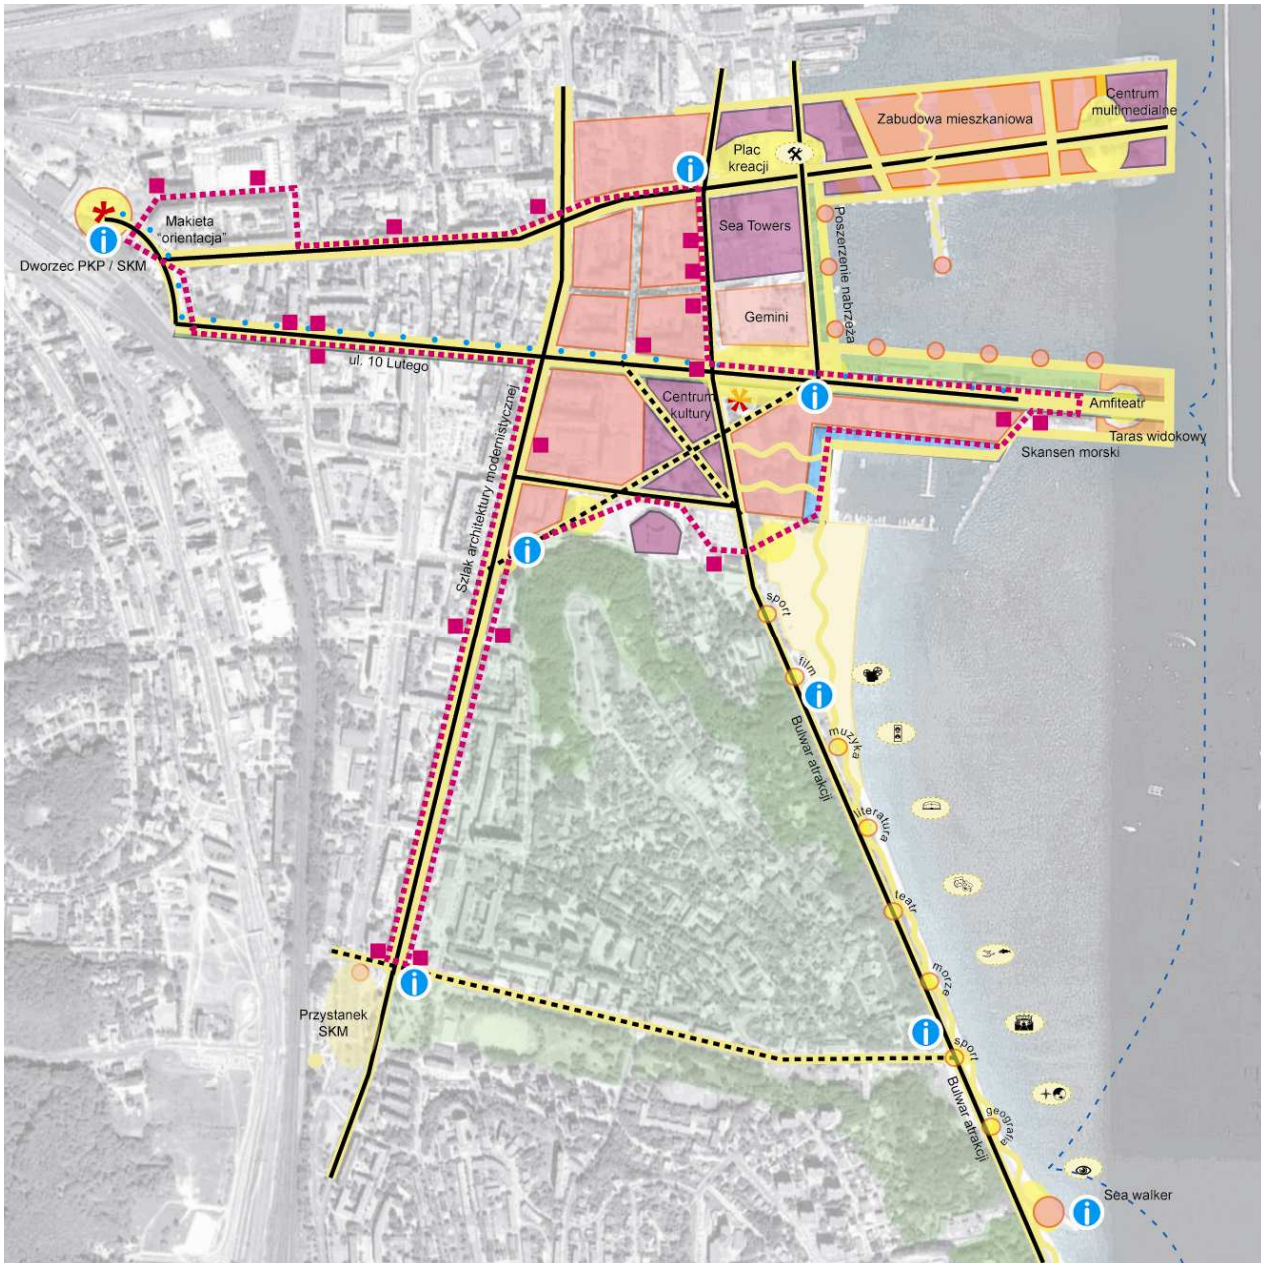 Centrum
multimedialne
Zabudowa mieszkaniowa
Plac
kreacji
Makieta
"orientacja"
Sea Towers
Poszerzenie nabrzeża
Dworzec PKP / SKM
Gemini
ul. 10 Lutego
Centrum
kultury
Amfiteatr
Taras widokowy
Skansen morski
Szlak architektury modernistycznej
sport
film
muzyka
Bulwar atrakcji
literatura
teatr
morze
Przystanek
SKM
sport
Bulwar atrakcji
geografia
Sea walker